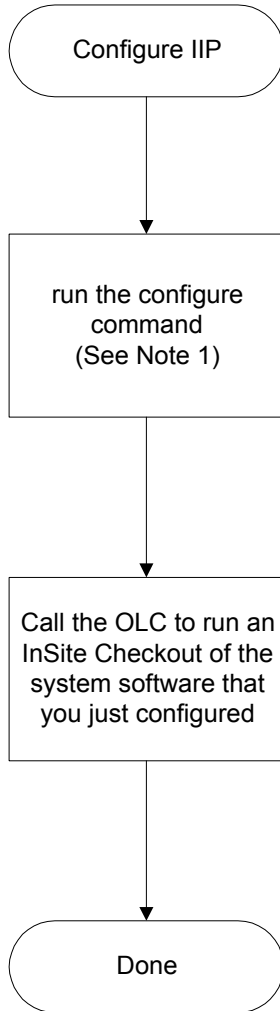 Configure IIP
run the configure
command
(See Note 1)
Call the OLC to run an
InSite Checkout of the
system software that
you just configured
Done